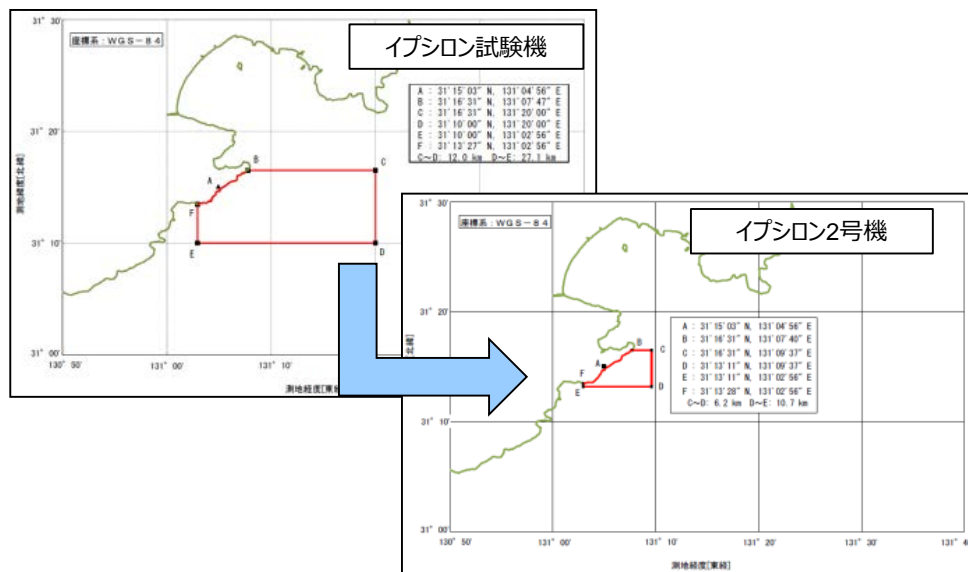 イプシロン試験機
座標系:WGS-84
A : 31°15'03" N, 131°04'56" E
B : 31°16'31" N, 131°07'47" E
C : 31°16'31" N, 131°20'00" E
D : 31°10'00" N, 131°20'00" E
E : 31°10'00" N, 131°02'56" E
F : 31°13'27" N, 131°02'56" E
C~D: 12.0 km D~E: 27.1 km
31° 30'
31° 20'
31° 10'
31° 00'
測地緯度[北緯]
A
B
C
D
E
F
130° 50'
131° 00'
131° 10'
測地経度[東経
イプシロン2号機
座標系:WGS-84
A : 31°15'03" N, 131°04'56" E
B : 31°16'31" N, 131°07'40" E
C : 31°16'31" N, 131°09'37" E
D : 31°13'11" N, 131°09'37" E
E : 31°13'11" N, 131°02'56" E
F : 31°13'28" N, 131°02'56" E
C~D: 6.2 km D~E: 10.7 km
31° 30'
31° 20'
31° 10'
31° 00'
北緯]
A
B
C
D
E
F
130° 50'
131° 00'
131° 10'
131° 20'
131° 30'
131° 4
測地経度[東経]